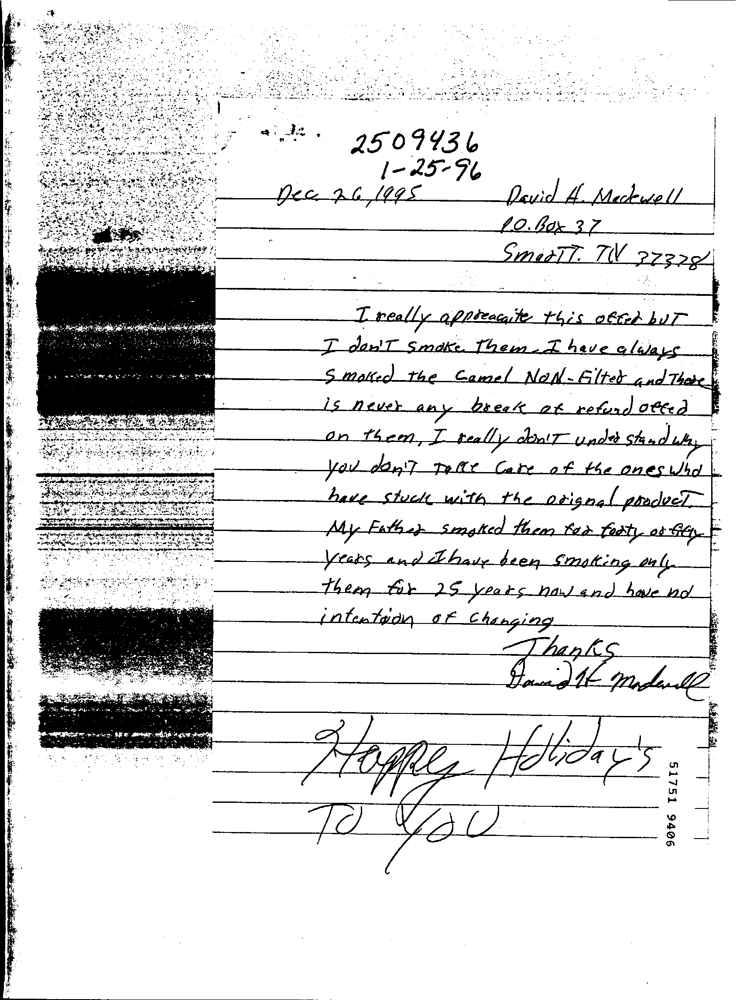 2509436
1-25-96
Dec. 26, 1995
David H. Mackwell
P.O. Box 37
SmarTT. TN 37378
I really appreacaite this offer but
I don't smoke Them. I have always
smoked the Camel NON-Filter and There
is never any break of refund offed
on them, I really don't under stand why
you don't Take Care of the ones who
have stuck with the orignal product.
My Father smoked them for forty or fifty
years and I have been smoking only
them for 25 years now and have no
intention of changing
Thanks
David H
Happy Holiday's
To You
51751 9406